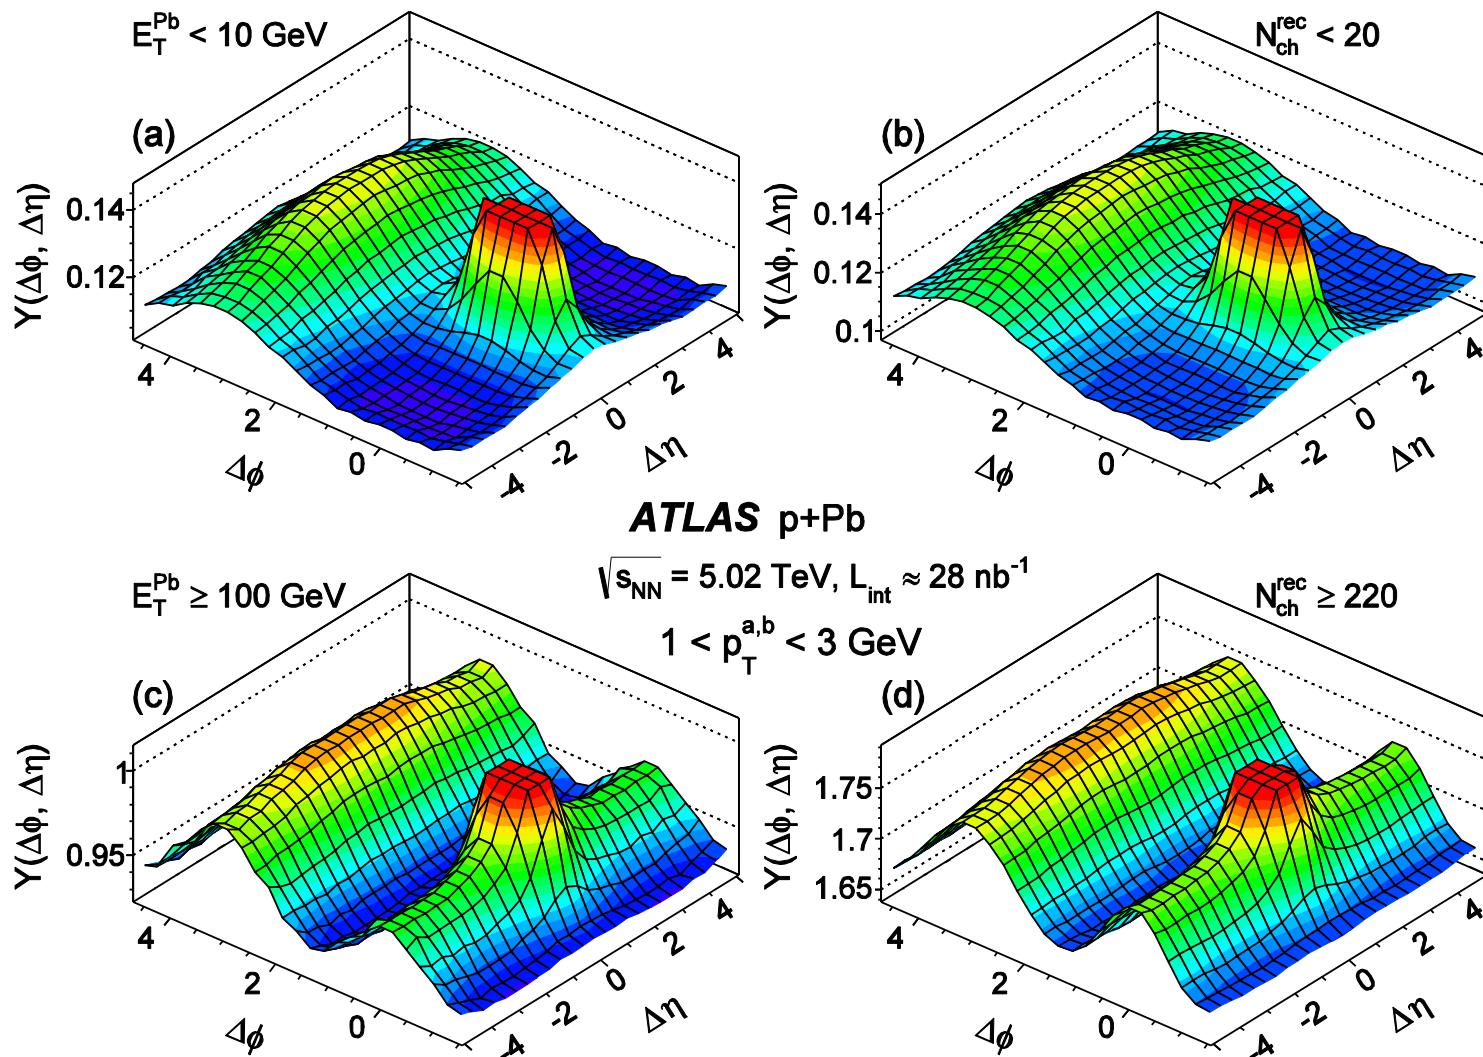 E_T^Pb < 10 GeV
(a)
Y(Δϕ, Δη)
0.14
0.12
4
2
0
Δϕ
-4
-2
0
2
4
Δη
N_ch^rec < 20
(b)
Y(Δϕ, Δη)
0.14
0.12
0.1
4
2
0
Δϕ
-4
-2
0
2
4
Δη
ATLAS p+Pb
√s_NN = 5.02 TeV, L_int ≈ 28 nb^-1
1 < p_T^a,b < 3 GeV
E_T^Pb ≥ 100 GeV
(c)
Y(Δϕ, Δη)
1
0.95
4
2
0
Δϕ
-4
-2
0
2
4
Δη
N_ch^rec ≥ 220
(d)
Y(Δϕ, Δη)
1.75
1.7
1.65
4
2
0
Δϕ
-4
-2
0
2
4
Δη